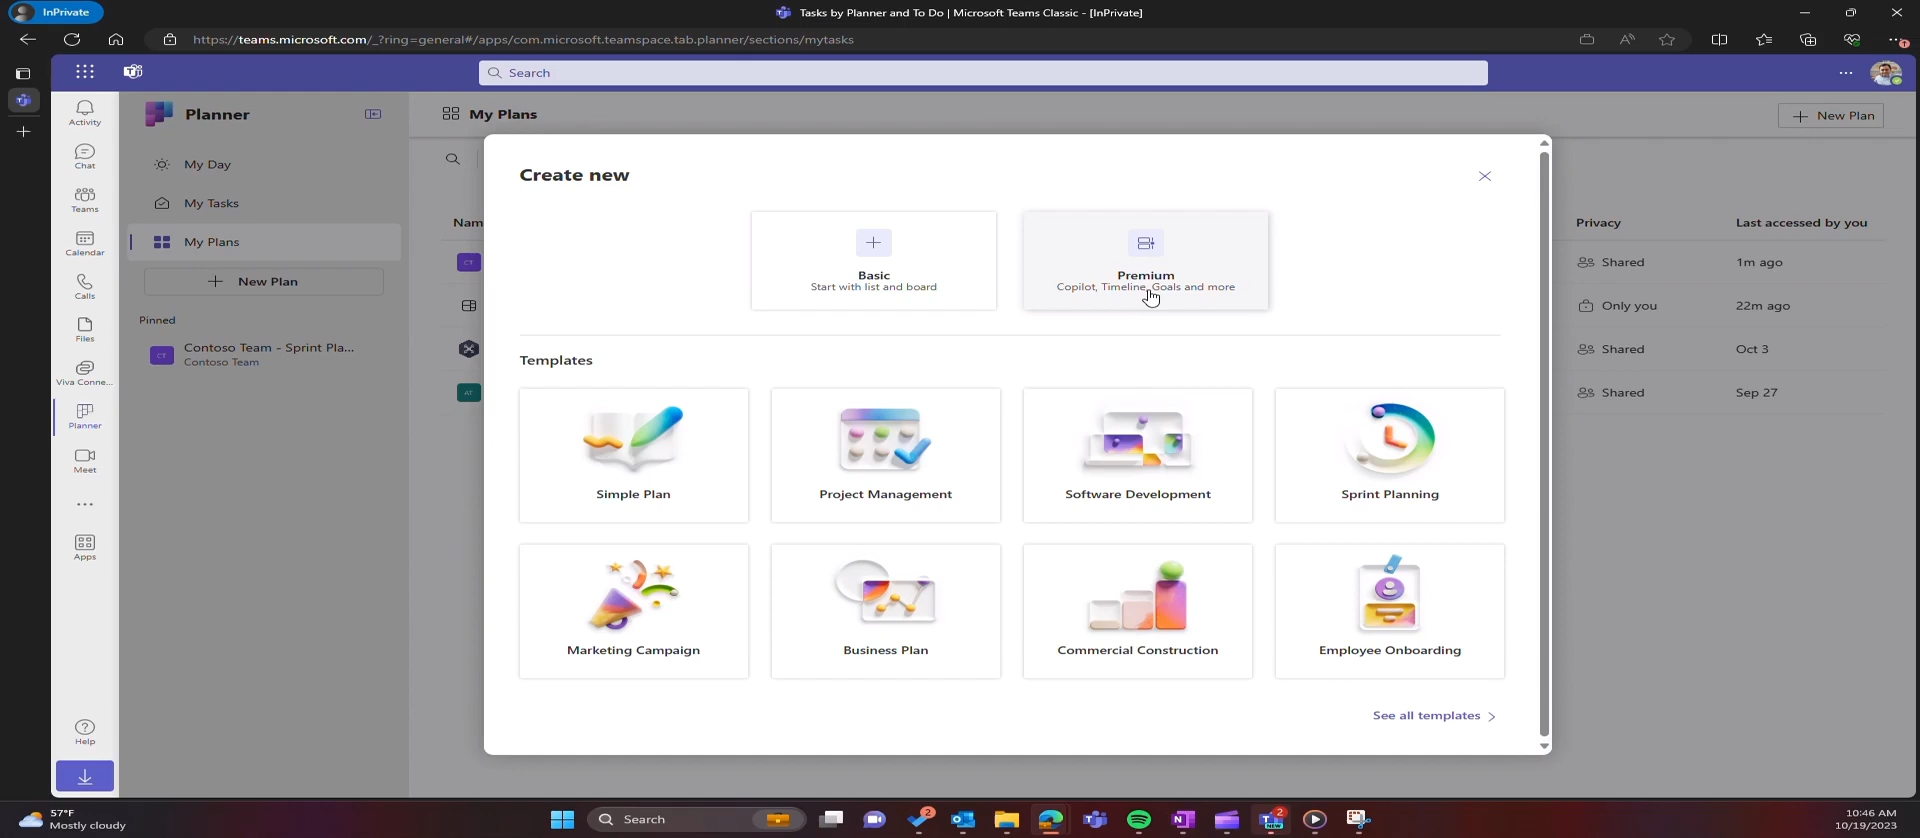 InPrivate
Tasks by Planner and To Do | Microsoft Teams Classic - [InPrivate]
https://teams.microsoft.com/_?ring=general#/apps/com.microsoft.teamspace.tab.planner/sections/mytasks
Search
Activity
Chat
Teams
Calendar
Calls
Files
Viva Conne...
Planner
Meet
Apps
Help
Planner
My Day
My Tasks
My Plans
New Plan
Pinned
CT
Contoso Team - Sprint Pla...
Contoso Team
My Plans
New Plan
Nam
CT
AT
Privacy
Last accessed by you
Shared
1m ago
Only you
22m ago
Shared
Oct 3
Shared
Sep 27
Create new
Basic
Start with list and board
Premium
Copilot, Timeline, Goals and more
Templates
Simple Plan
Project Management
Software Development
Sprint Planning
Marketing Campaign
Business Plan
Commercial Construction
Employee Onboarding
See all templates
57°F
Mostly cloudy
Search
2
2
NEW
10:46 AM
10/19/2023